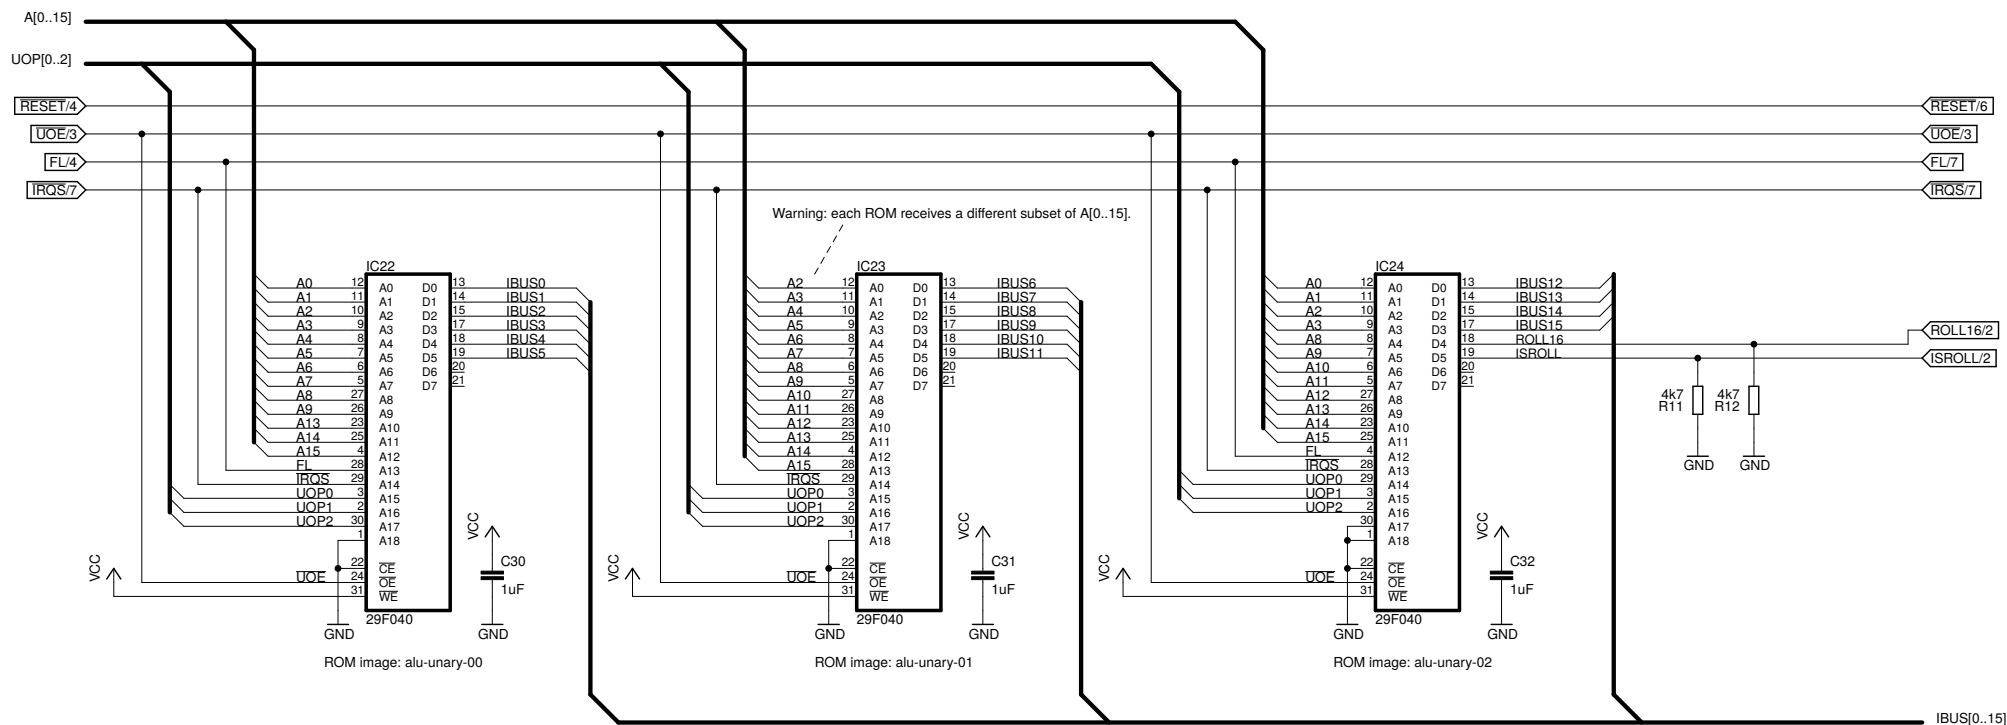 A[0..15]
UOP[0..2]
RESET/4 RESET/6
UOE/3 UOE/3
FL/4 FL/7
IRQS/7 IRQS/7
Warning: each ROM receives a different subset of A[0..15].
IC22
A0 12 A0 D0 13 IBUS0
A1 11 A1 D1 14 IBUS1
A2 10 A2 D2 15 IBUS2
A3 9 A3 D3 17 IBUS3
A4 8 A4 D4 18 IBUS4
A5 7 A5 D5 19 IBUS5
A6 6 A6 D6 20
A7 5 A7 D7 21
A8 27 A8
A9 26 A9
A13 23 A10
A14 25 A11
A15 4 A12
FL 28 A13
IRQS 29 A14
UOP0 3 A15
UOP1 2 A16
UOP2 30 A17
1 A18
22 CE
UOE 24 OE
31 WE
VCC
29F040
GND
VCC
C30
1uF
GND
ROM image: alu-unary-00
IC23
A2 12 A0 D0 13 IBUS6
A3 11 A1 D1 14 IBUS7
A4 10 A2 D2 15 IBUS8
A5 9 A3 D3 17 IBUS9
A6 8 A4 D4 18 IBUS10
A7 7 A5 D5 19 IBUS11
A8 6 A6 D6 20
A9 5 A7 D7 21
A10 27 A8
A11 26 A9
A12 23 A10
A13 25 A11
A14 4 A12
A15 28 A13
IRQS 29 A14
UOP0 3 A15
UOP1 2 A16
UOP2 30 A17
1 A18
22 CE
UOE 24 OE
31 WE
VCC
29F040
GND
VCC
C31
1uF
GND
ROM image: alu-unary-01
IC24
A0 12 A0 D0 13 IBUS12
A1 11 A1 D1 14 IBUS13
A2 10 A2 D2 15 IBUS14
A3 9 A3 D3 17 IBUS15
A8 8 A4 D4 18 ROLL16 ROLL16/2
A9 7 A5 D5 19 ISROLL ISROLL/2
A10 6 A6 D6 20
A11 5 A7 D7 21
A12 27 A8
A13 26 A9
A14 23 A10
A15 25 A11
FL 4 A12
IRQS 28 A13
UOP0 29 A14
UOP1 3 A15
UOP2 2 A16
30 A17
1 A18
22 CE
UOE 24 OE
31 WE
VCC
29F040
GND
VCC
C32
1uF
GND
ROM image: alu-unary-02
4k7 4k7
R11 R12
GND GND
IBUS[0..15]